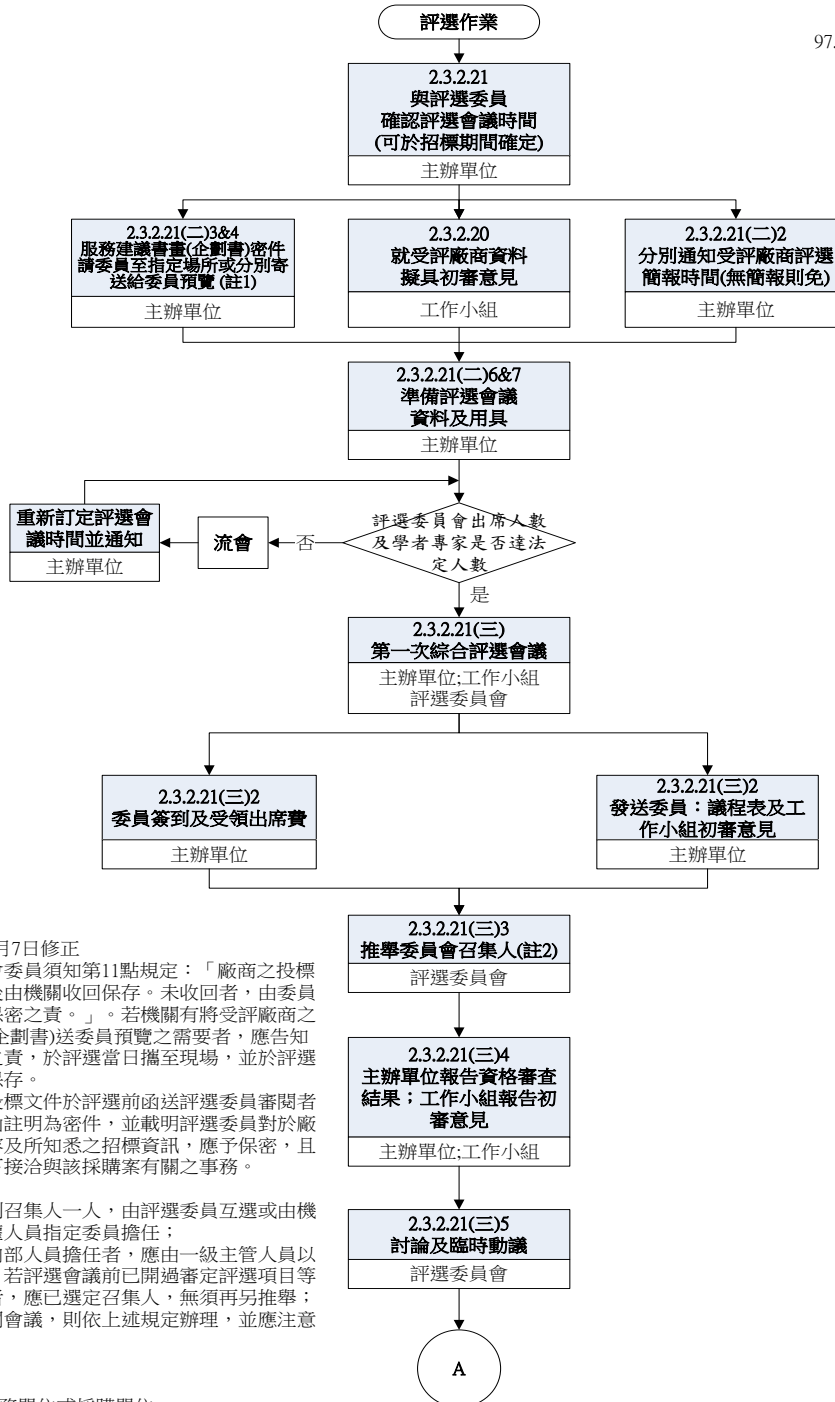 評選作業
97.
2.3.2.21
與評選委員
確認評選會議時間
(可於招標期間確定)
主辦單位
2.3.2.21(二)3&4
服務建議書書(企劃書)密件
請委員至指定場所或分別寄
送給委員預覽 (註1)
主辦單位
2.3.2.20
就受評廠商資料
擬具初審意見
工作小組
2.3.2.21(二)2
分別通知受評廠商評選
簡報時間(無簡報則免)
主辦單位
2.3.2.21(二)6&7
準備評選會議
資料及用具
主辦單位
重新訂定評選會
議時間並通知
主辦單位
流會
否
評選委員會出席人數
及學者專家是否達法
定人數
是
2.3.2.21(三)
第一次綜合評選會議
主辦單位;工作小組
評選委員會
2.3.2.21(三)2
委員簽到及受領出席費
主辦單位
2.3.2.21(三)2
發送委員：議程表及工
作小組初審意見
主辦單位
2.3.2.21(三)3
推舉委員會召集人(註2)
評選委員會
2.3.2.21(三)4
主辦單位報告資格審查
結果；工作小組報告初
審意見
主辦單位;工作小組
2.3.2.21(三)5
討論及臨時動議
評選委員會
A
月7日修正
委員須知第11點規定：「廠商之投標
由機關收回保存。未收回者，由委員
保密之責。」。若機關有將受評廠商之
企劃書)送委員預覽之需要者，應告知
責，於評選當日攜至現場，並於評選
保存。
投標文件於評選前函送評選委員審閱者
註明為密件，並載明評選委員對於廠
及所知悉之招標資訊，應予保密，且
接洽與該採購案有關之事務。
召集人一人，由評選委員互選或由機
人員指定委員擔任；
內部人員擔任者，應由一級主管人員以
若評選會議前已開過審定評選項目等
者，應已選定召集人，無須再另推舉；
會議，則依上述規定辦理，並應注意